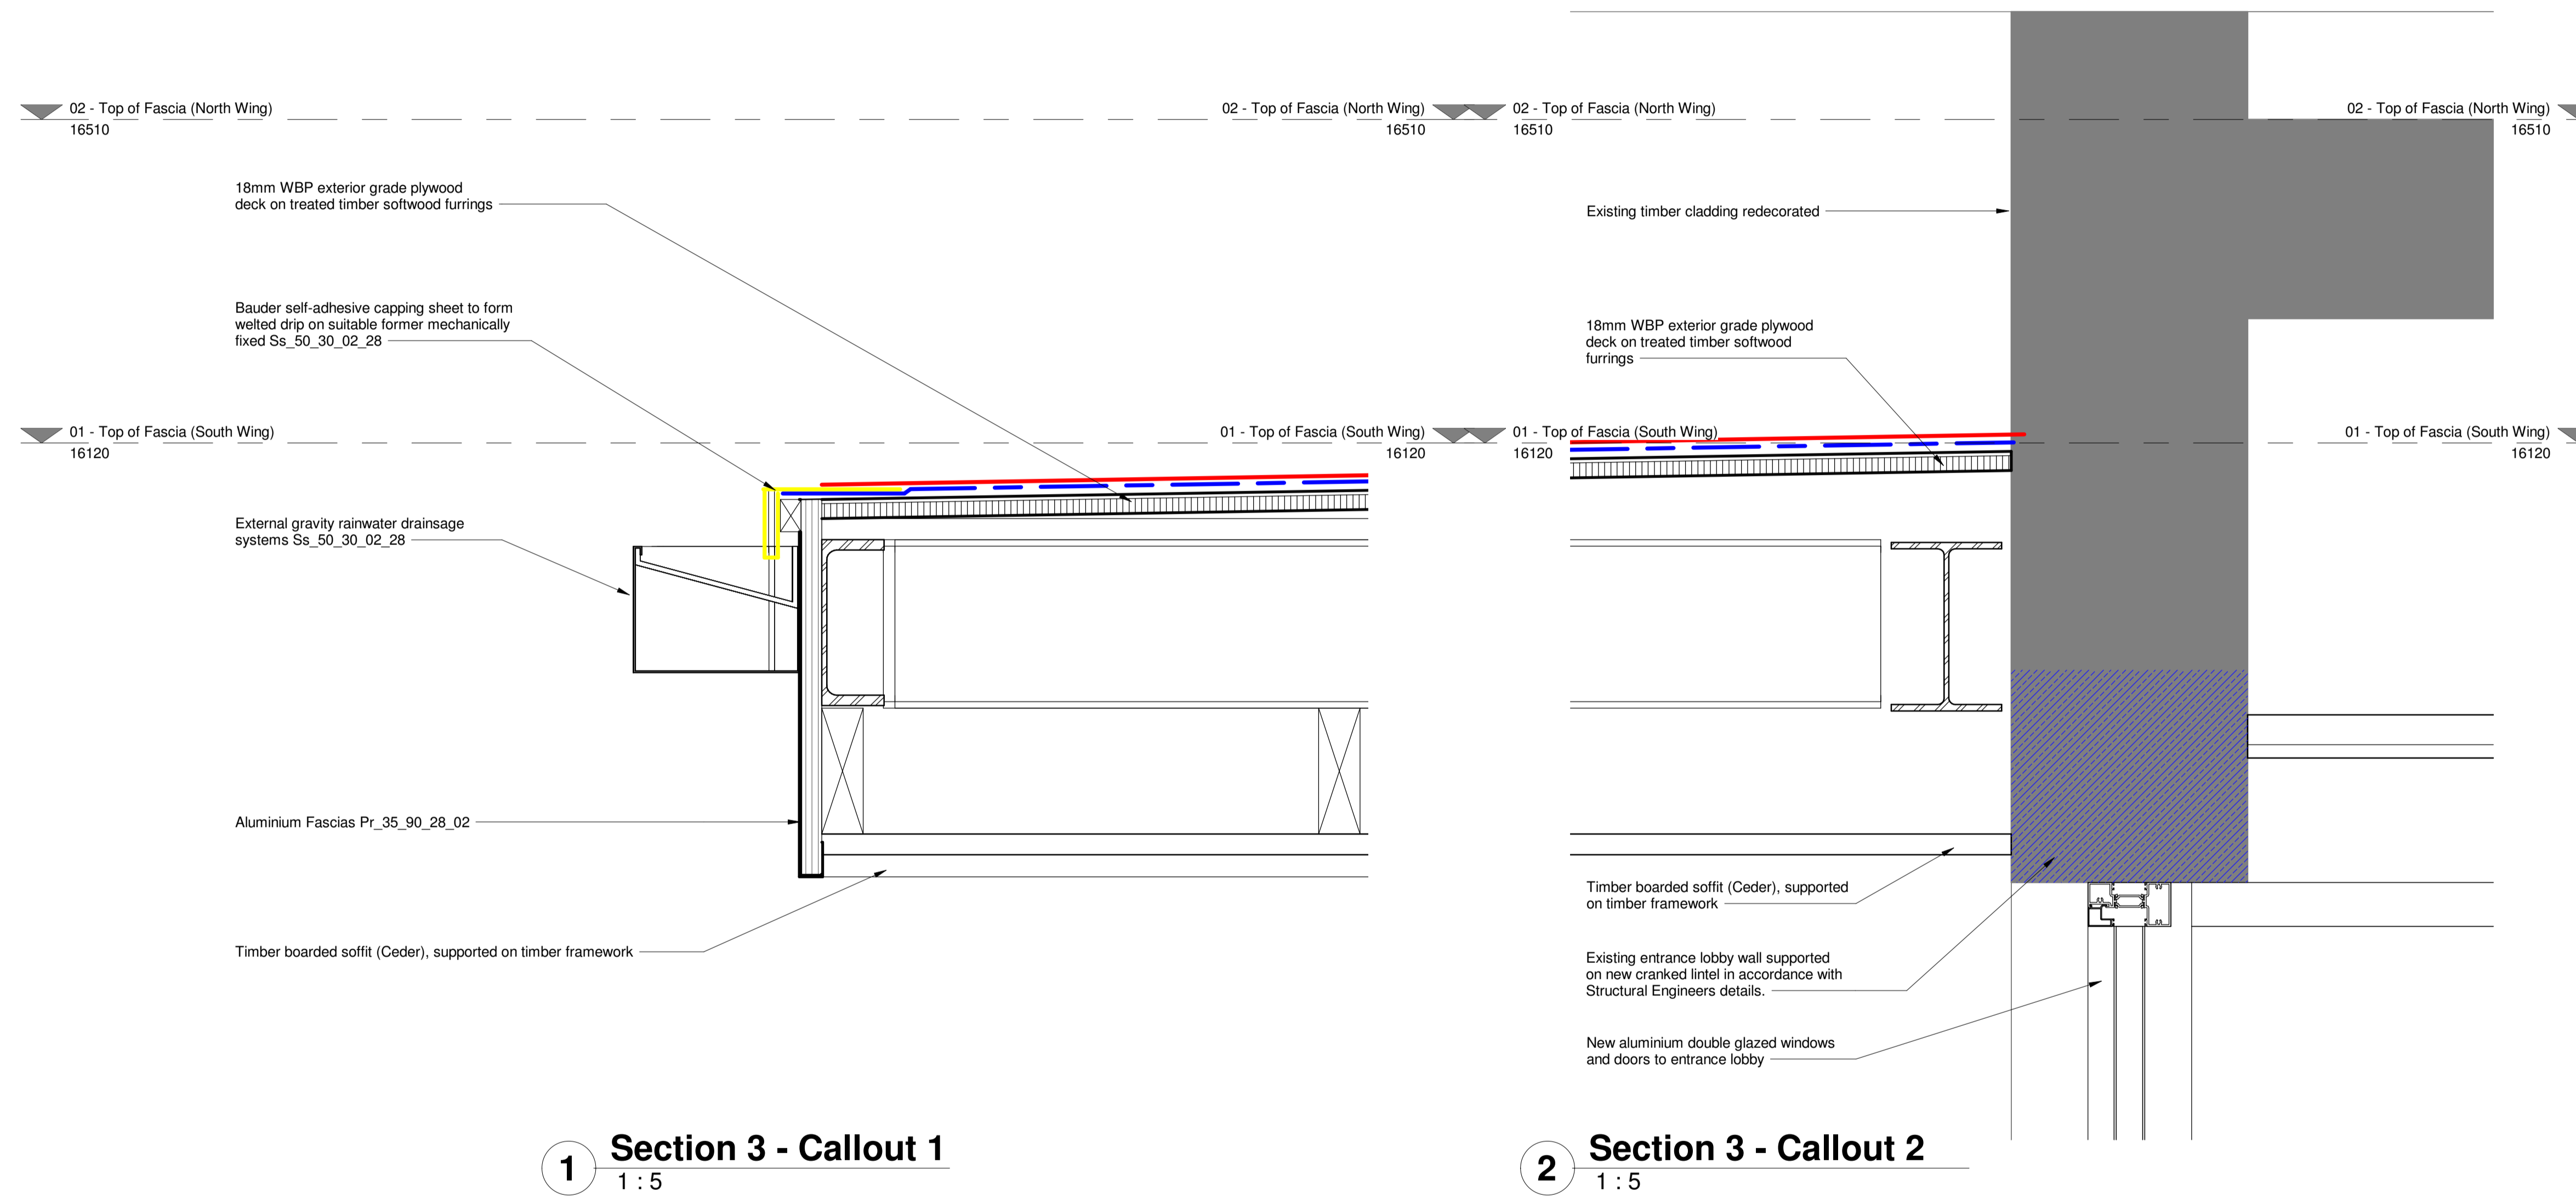 02 - Top of Fascia (North Wing)
16510
02 - Top of Fascia (North Wing)
16510
18mm WBP exterior grade plywood
deck on treated timber softwood furrings
Bauder self-adhesive capping sheet to form
welted drip on suitable former mechanically
fixed Ss_50_30_02_28
01 - Top of Fascia (South Wing)
16120
01 - Top of Fascia (South Wing)
16120
External gravity rainwater drainsage
systems Ss_50_30_02_28
Aluminium Fascias Pr_35_90_28_02
Timber boarded soffit (Ceder), supported on timber framework
1
Section 3 - Callout 1
1 : 5
02 - Top of Fascia (North Wing)
16510
02 - Top of Fascia (North Wing)
16510
Existing timber cladding redecorated
18mm WBP exterior grade plywood
deck on treated timber softwood
furrings
01 - Top of Fascia (South Wing)
16120
01 - Top of Fascia (South Wing)
16120
Timber boarded soffit (Ceder), supported
on timber framework
Existing entrance lobby wall supported
on new cranked lintel in accordance with
Structural Engineers details.
New aluminium double glazed windows
and doors to entrance lobby
2
Section 3 - Callout 2
1 : 5